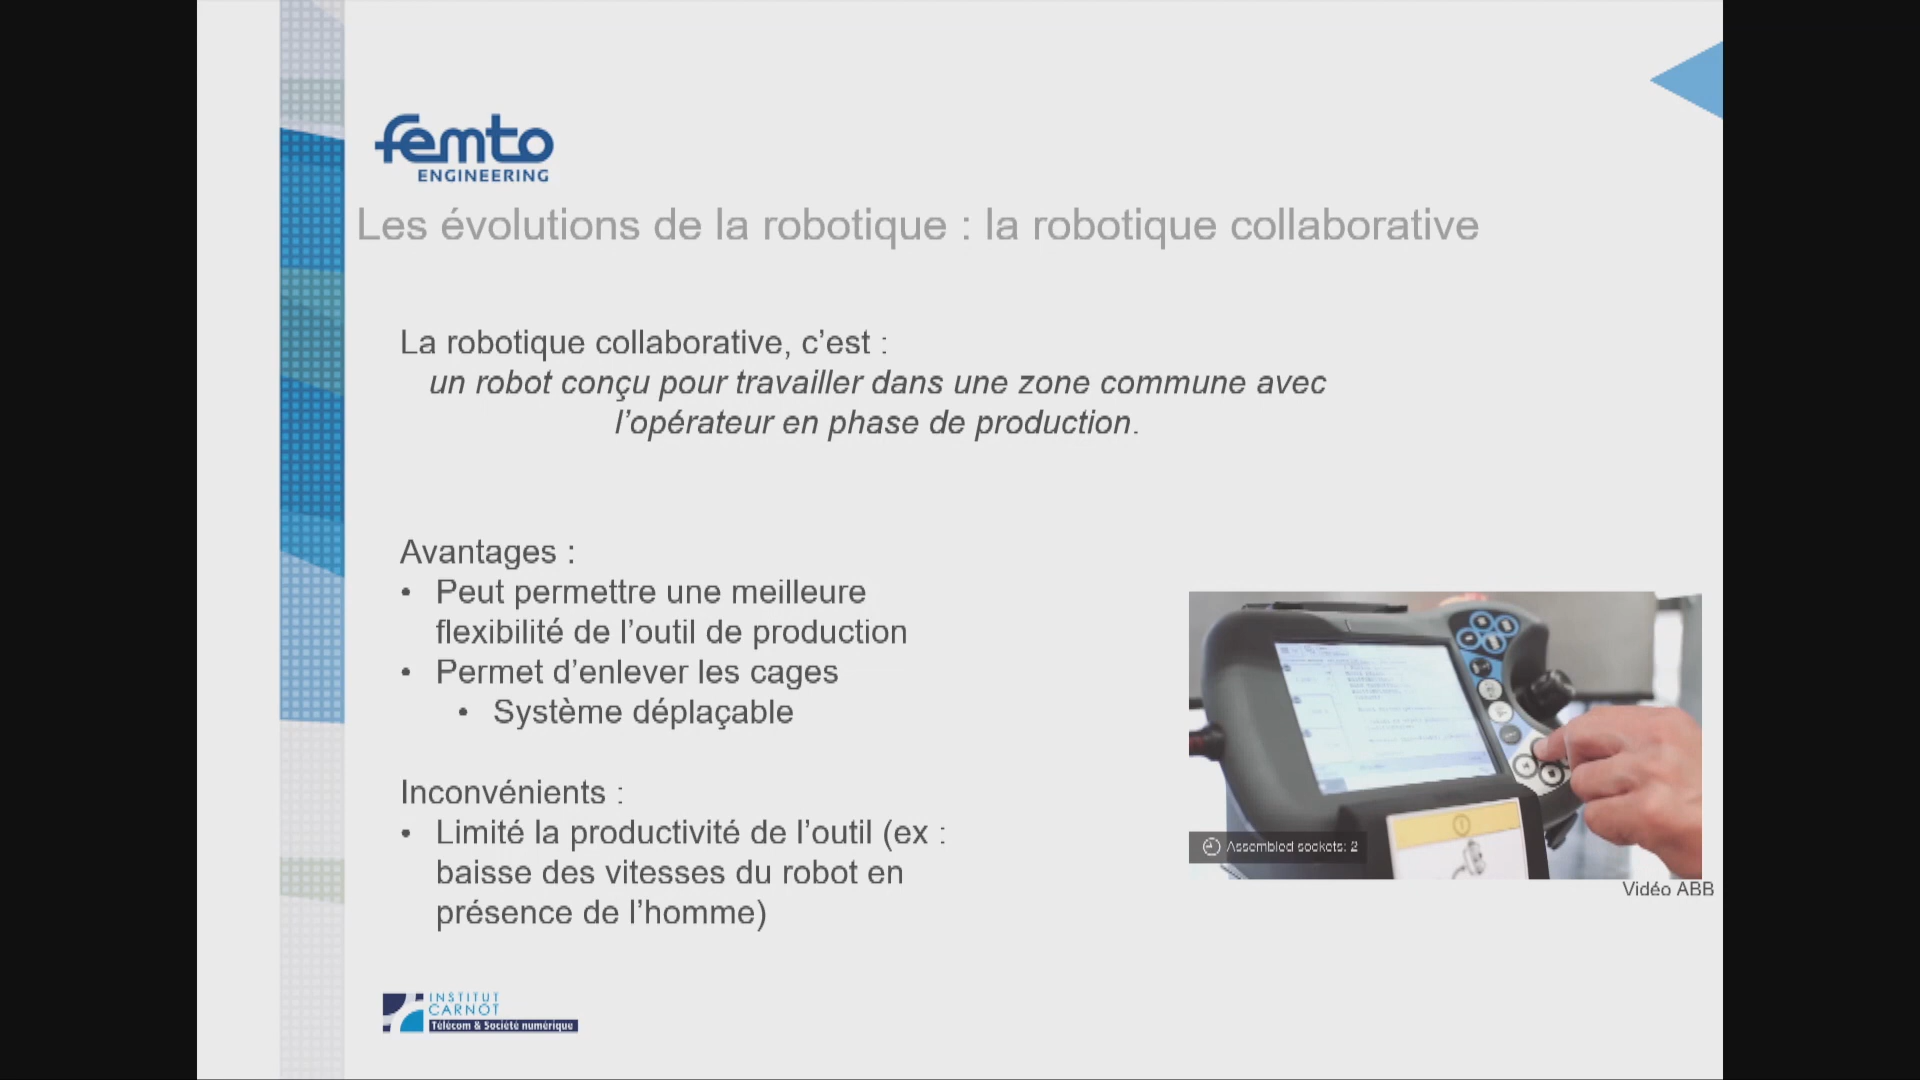 femto
ENGINEERING
Les évolutions de la robotique : la robotique collaborative
La robotique collaborative, c’est :
un robot conçu pour travailler dans une zone commune avec
l’opérateur en phase de production.
Avantages :
• Peut permettre une meilleure
flexibilité de l’outil de production
• Permet d’enlever les cages
• Système déplaçable
Inconvénients :
• Limité la productivité de l’outil (ex :
baisse des vitesses du robot en
présence de l’homme)
Assembled sockets: 2
Vidéo ABB
INSTITUT
CARNOT
Télécom & Société numérique